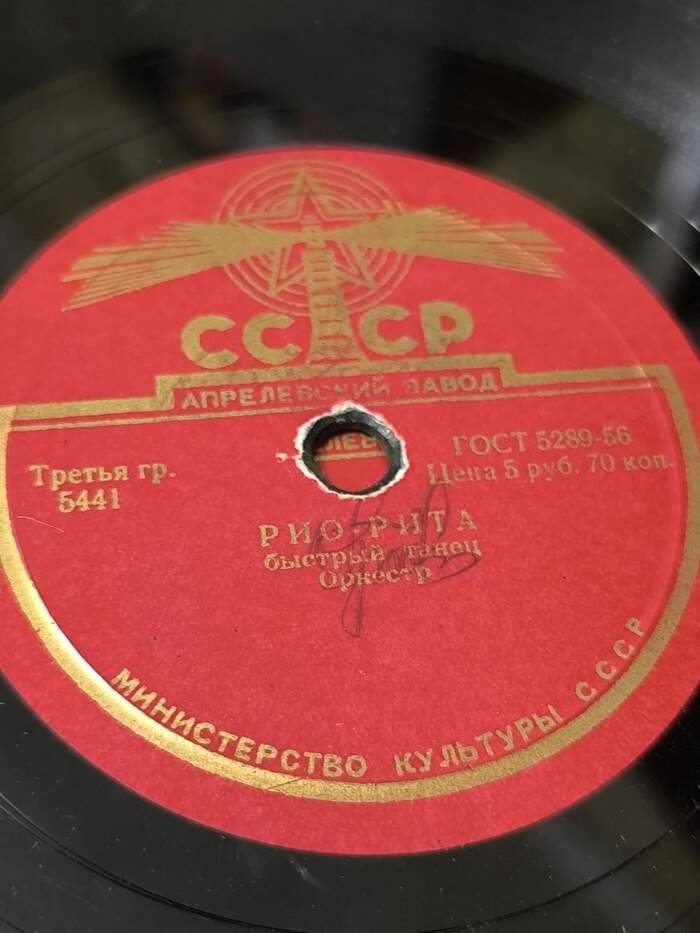 СССР
АПРЕЛЕВСКИЙ ЗАВОД
Третья гр.
5441
ГОСТ 5289-56
Цена 5 руб. 70 коп.
РИО-РИТА
быстрый танец
Оркестр
МИНИСТЕРСТВО КУЛЬТУРЫ СССР